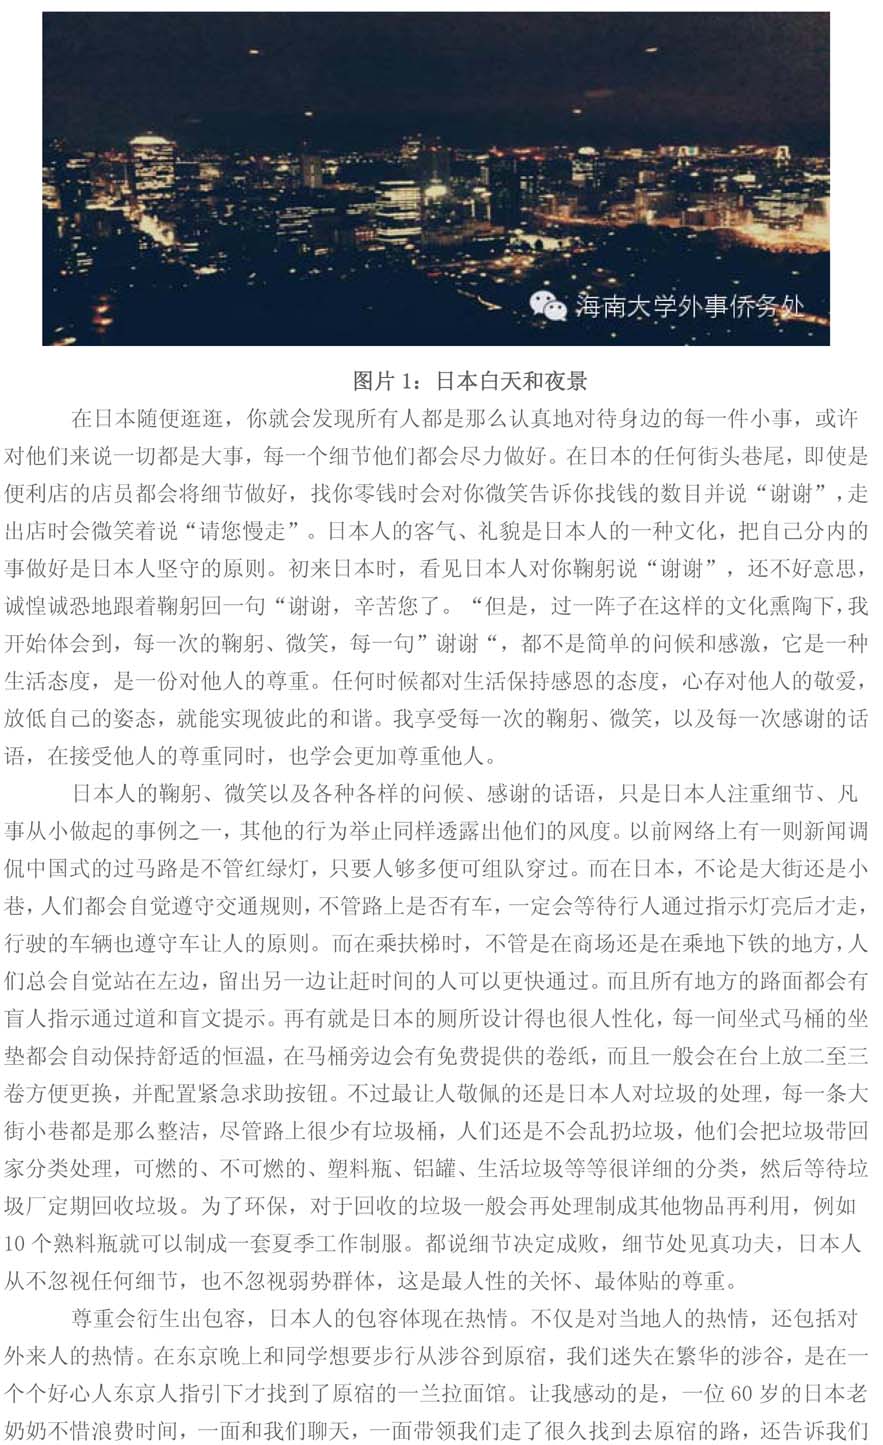 海南大学外事侨务处
图片 1：日本白天和夜景
在日本随便逛逛，你就会发现所有人都是那么认真地对待身边的每一件小事，或许
对他们来说一切都是大事，每一个细节他们都会尽力做好。在日本的任何街头巷尾，即使是
便利店的店员都会将细节做好，找你零钱时会对你微笑告诉你找钱的数目并说“谢谢”，走
出店时会微笑着说“请您慢走”。日本人的客气、礼貌是日本人的一种文化，把自己分内的
事做好是日本人坚守的原则。初来日本时，看见日本人对你鞠躬说“谢谢”，还不好意思，
诚惶诚恐地跟着鞠躬回一句“谢谢，辛苦您了。“但是，过一阵子在这样的文化熏陶下，我
开始体会到，每一次的鞠躬、微笑，每一句”谢谢“，都不是简单的问候和感激，它是一种
生活态度，是一份对他人的尊重。任何时候都对生活保持感恩的态度，心存对他人的敬爱，
放低自己的姿态，就能实现彼此的和谐。我享受每一次的鞠躬、微笑，以及每一次感谢的话
语，在接受他人的尊重同时，也学会更加尊重他人。
日本人的鞠躬、微笑以及各种各样的问候、感谢的话语，只是日本人注重细节、凡
事从小做起的事例之一，其他的行为举止同样透露出他们的风度。以前网络上有一则新闻调
侃中国式的过马路是不管红绿灯，只要人够多便可组队穿过。而在日本，不论是大街还是小
巷，人们都会自觉遵守交通规则，不管路上是否有车，一定会等待行人通过指示灯亮后才走，
行驶的车辆也遵守车让人的原则。而在乘扶梯时，不管是在商场还是在乘地下铁的地方，人
们总会自觉站在左边，留出另一边让赶时间的人可以更快通过。而且所有地方的路面都会有
盲人指示通过道和盲文提示。再有就是日本的厕所设计得也很人性化，每一间坐式马桶的坐
垫都会自动保持舒适的恒温，在马桶旁边会有免费提供的卷纸，而且一般会在台上放二至三
卷方便更换，并配置紧急求助按钮。不过最让人敬佩的还是日本人对垃圾的处理，每一条大
街小巷都是那么整洁，尽管路上很少有垃圾桶，人们还是不会乱扔垃圾，他们会把垃圾带回
家分类处理，可燃的、不可燃的、塑料瓶、铝罐、生活垃圾等等很详细的分类，然后等待垃
圾厂定期回收垃圾。为了环保，对于回收的垃圾一般会再处理制成其他物品再利用，例如
10 个熟料瓶就可以制成一套夏季工作制服。都说细节决定成败，细节处见真功夫，日本人
从不忽视任何细节，也不忽视弱势群体，这是最人性的关怀、最体贴的尊重。
尊重会衍生出包容，日本人的包容体现在热情。不仅是对当地人的热情，还包括对
外来人的热情。在东京晚上和同学想要步行从涉谷到原宿，我们迷失在繁华的涉谷，是在一
个个好心人东京人指引下才找到了原宿的一兰拉面馆。让我感动的是，一位 60 岁的日本老
奶奶不惜浪费时间，一面和我们聊天，一面带领我们走了很久找到去原宿的路，还告诉我们